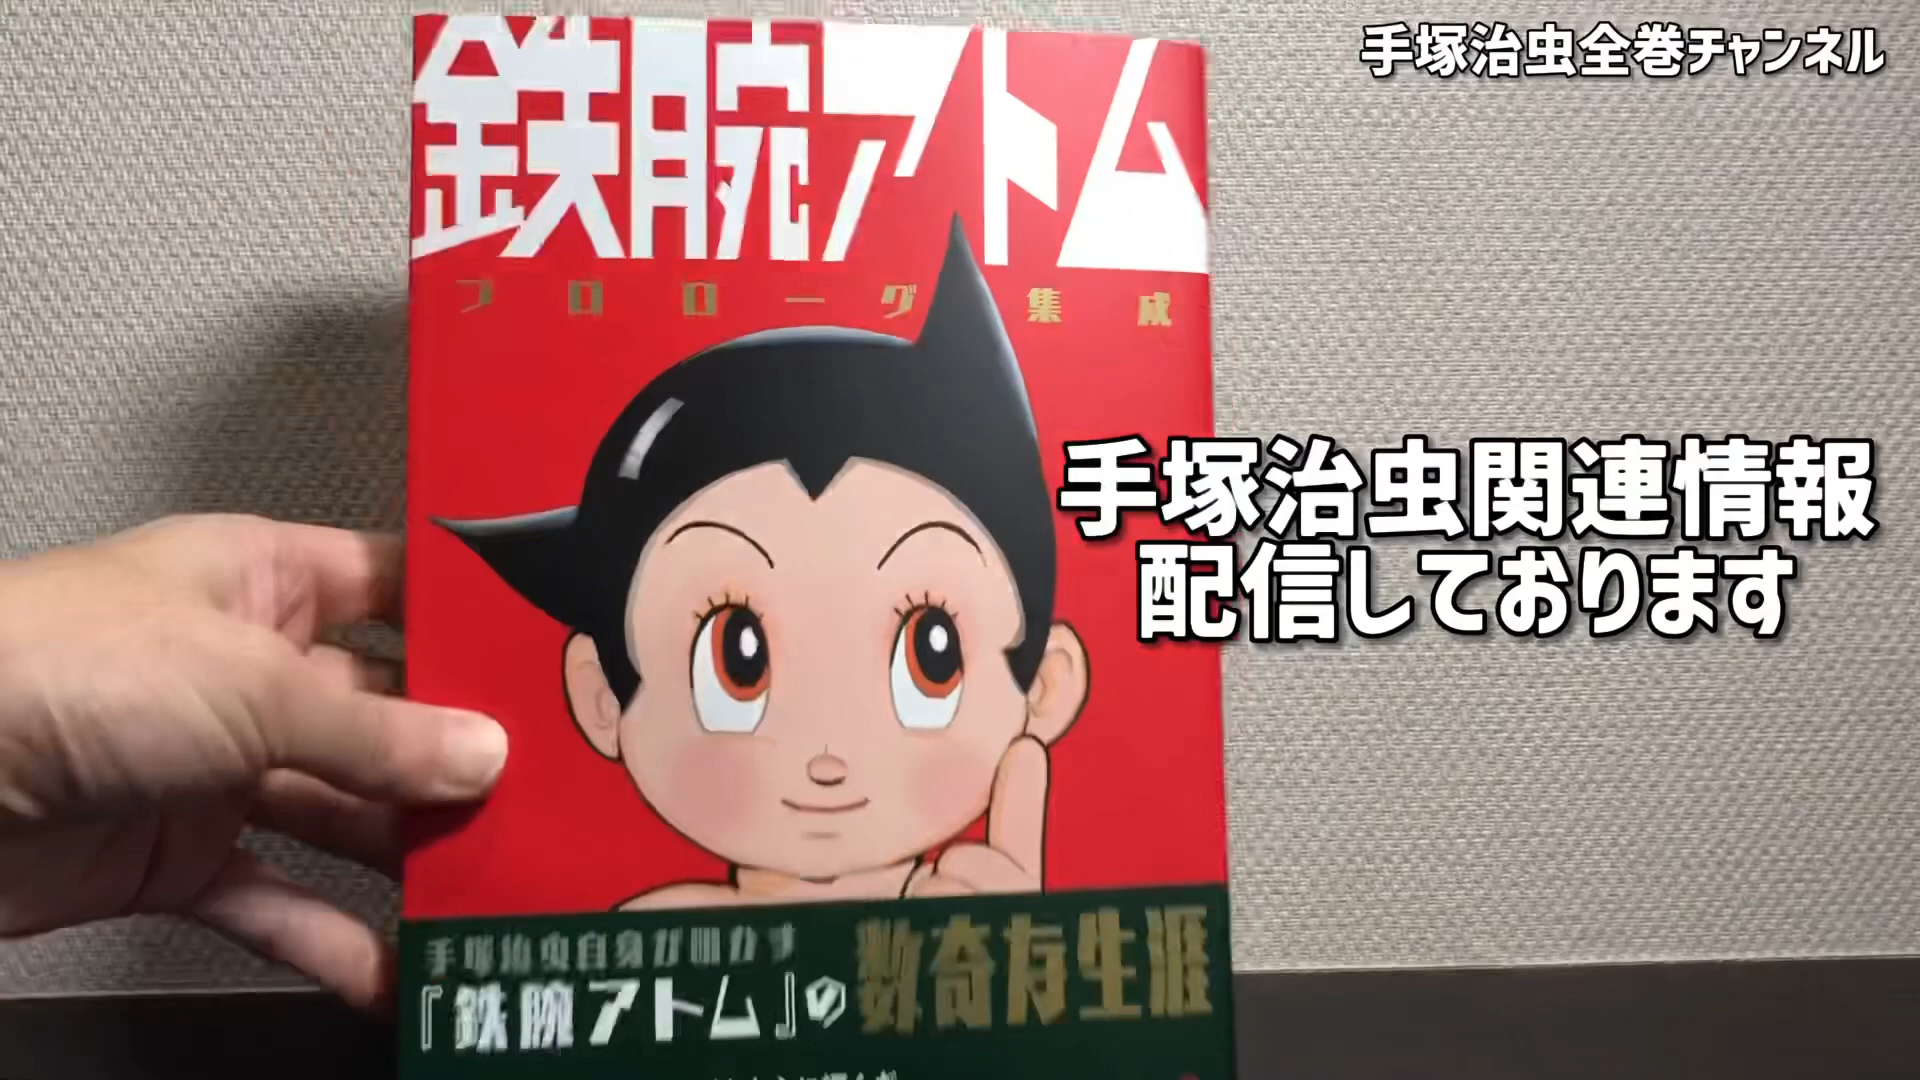 手塚治虫全巻チャンネル
鉄腕アトム
プロローグ集成
手塚治虫関連情報
配信しております
手塚治虫自身が明かす
『鉄腕アトム』の数奇な生涯